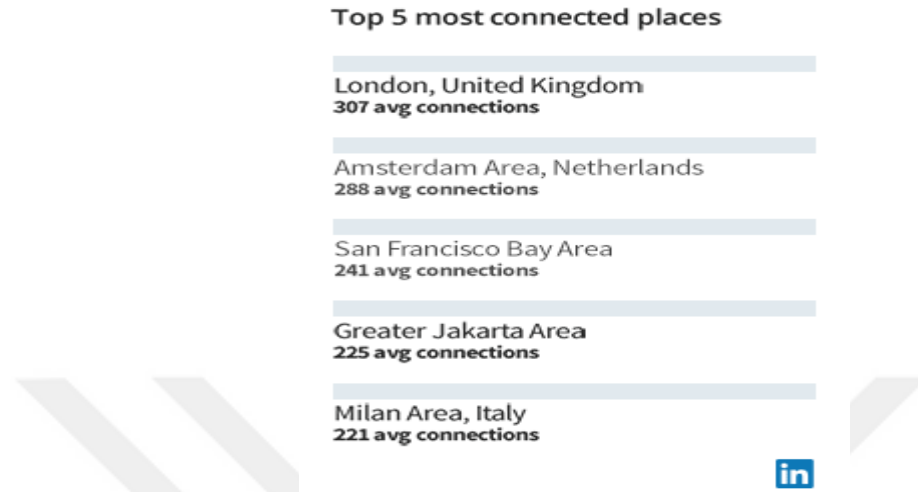 Top 5 most connected places
London, United Kingdom
307 avg connections
Amsterdam Area, Netherlands
288 avg connections
San Francisco Bay Area
241 avg connections
Greater Jakarta Area
225 avg connections
Milan Area, Italy
221 avg connections
in